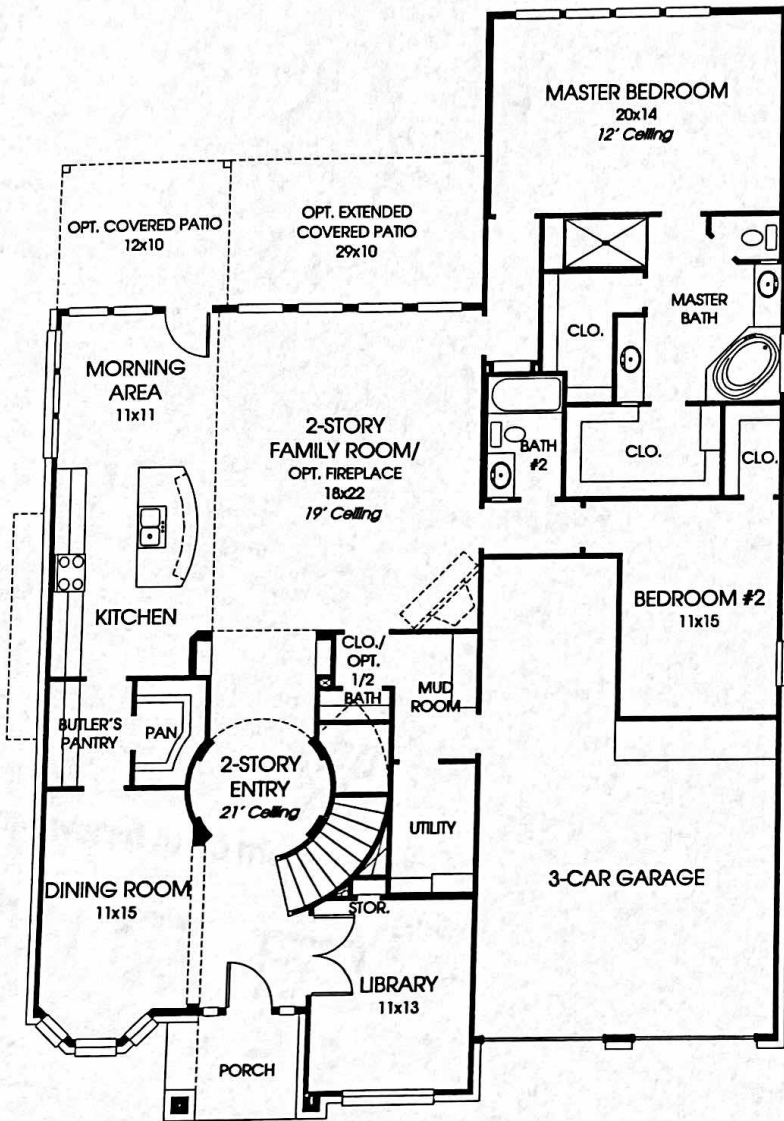 MASTER BEDROOM
20x14
12' Ceiling
OPT. COVERED PATIO
12x10
OPT. EXTENDED
COVERED PATIO
29x10
MASTER
BATH
CLO.
MORNING
AREA
11x11
2-STORY
FAMILY ROOM/
OPT. FIREPLACE
18x22
19' Ceiling
BATH
#2
CLO.
CLO.
KITCHEN
BEDROOM #2
11x15
CLO./
OPT.
1/2
BATH
MUD
ROOM
BUTLER'S
PANTRY
PAN
2-STORY
ENTRY
21' Ceiling
UTILITY
3-CAR GARAGE
DINING ROOM
11x15
STOR.
LIBRARY
11x13
PORCH